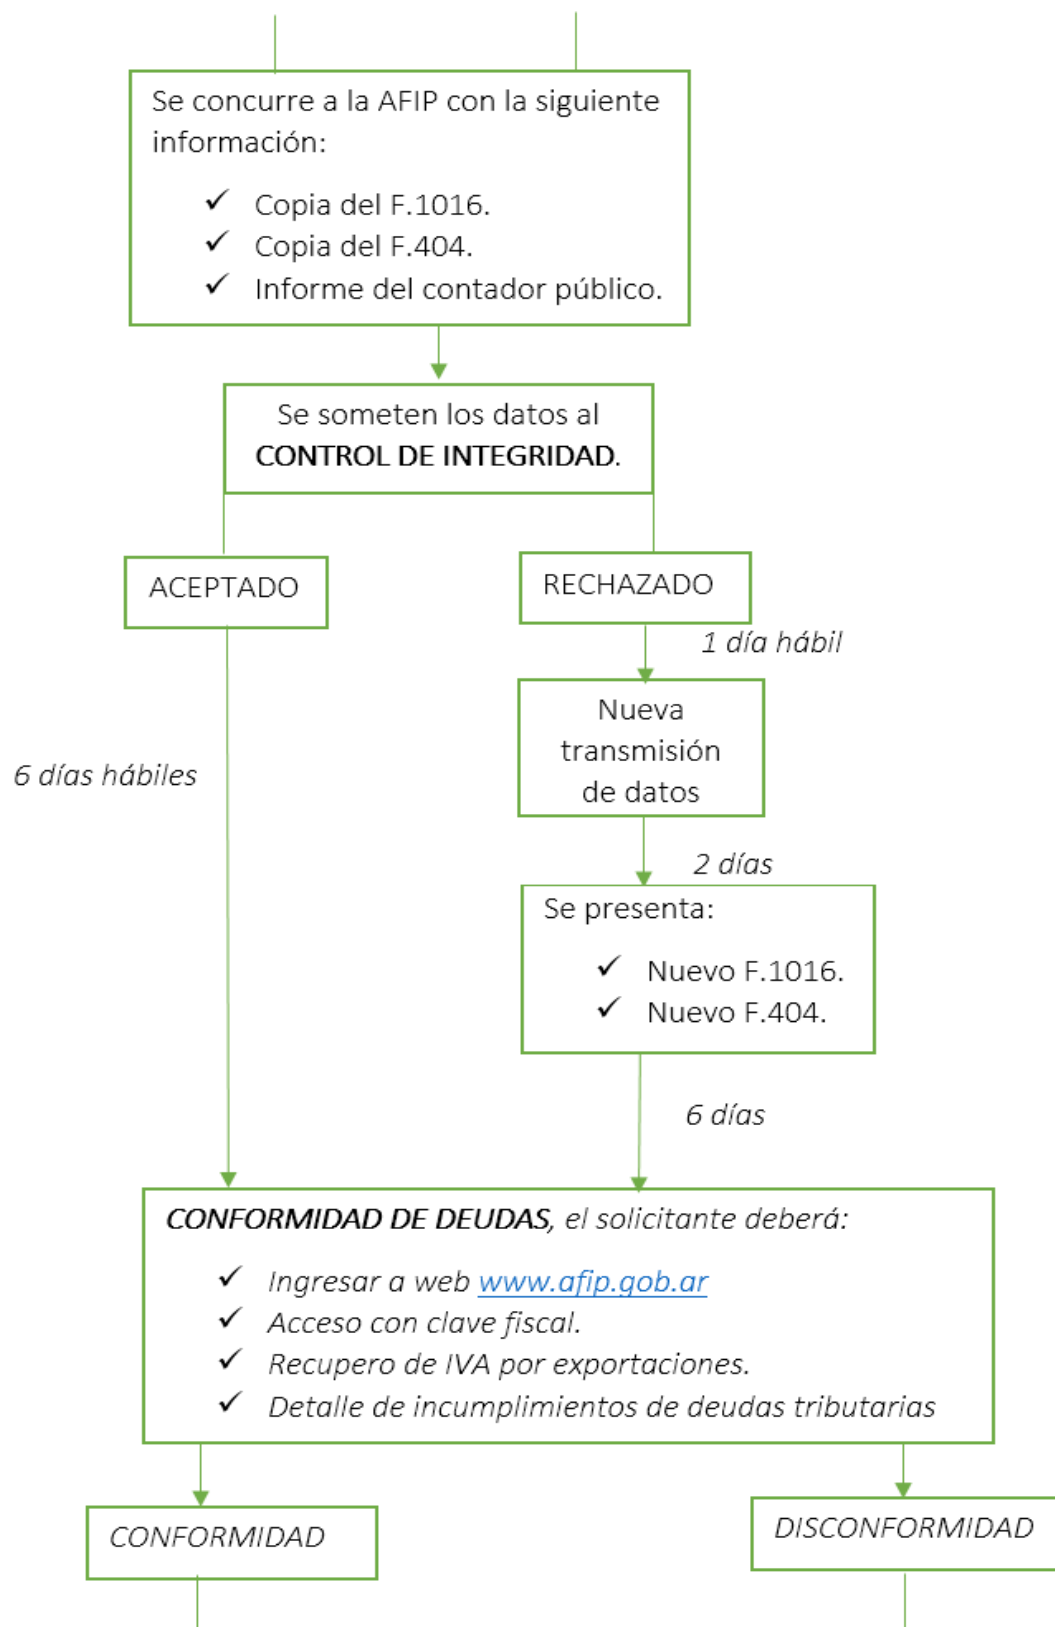 Se concurre a la AFIP con la siguiente
información:
✓ Copia del F.1016.
✓ Copia del F.404.
✓ Informe del contador público.
Se someten los datos al
CONTROL DE INTEGRIDAD.
ACEPTADO
RECHAZADO
1 día hábil
Nueva
transmisión
de datos
6 días hábiles
2 días
Se presenta:
✓ Nuevo F.1016.
✓ Nuevo F.404.
6 días
CONFORMIDAD DE DEUDAS, el solicitante deberá:
✓ Ingresar a web www.afip.gob.ar
✓ Acceso con clave fiscal.
✓ Recupero de IVA por exportaciones.
✓ Detalle de incumplimientos de deudas tributarias
CONFORMIDAD
DISCONFORMIDAD